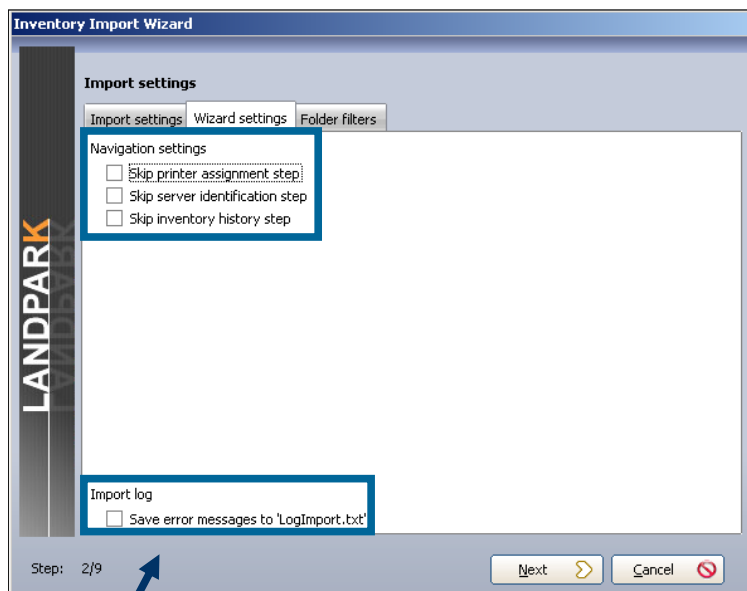 Inventory Import Wizard
Import settings
Import settings Wizard settings Folder filters
Navigation settings
Skip printer assignment step
Skip server identification step
Skip inventory history step
LANDPARK
Import log
Save error messages to 'LogImport.txt'
Step: 2/9
Next Cancel